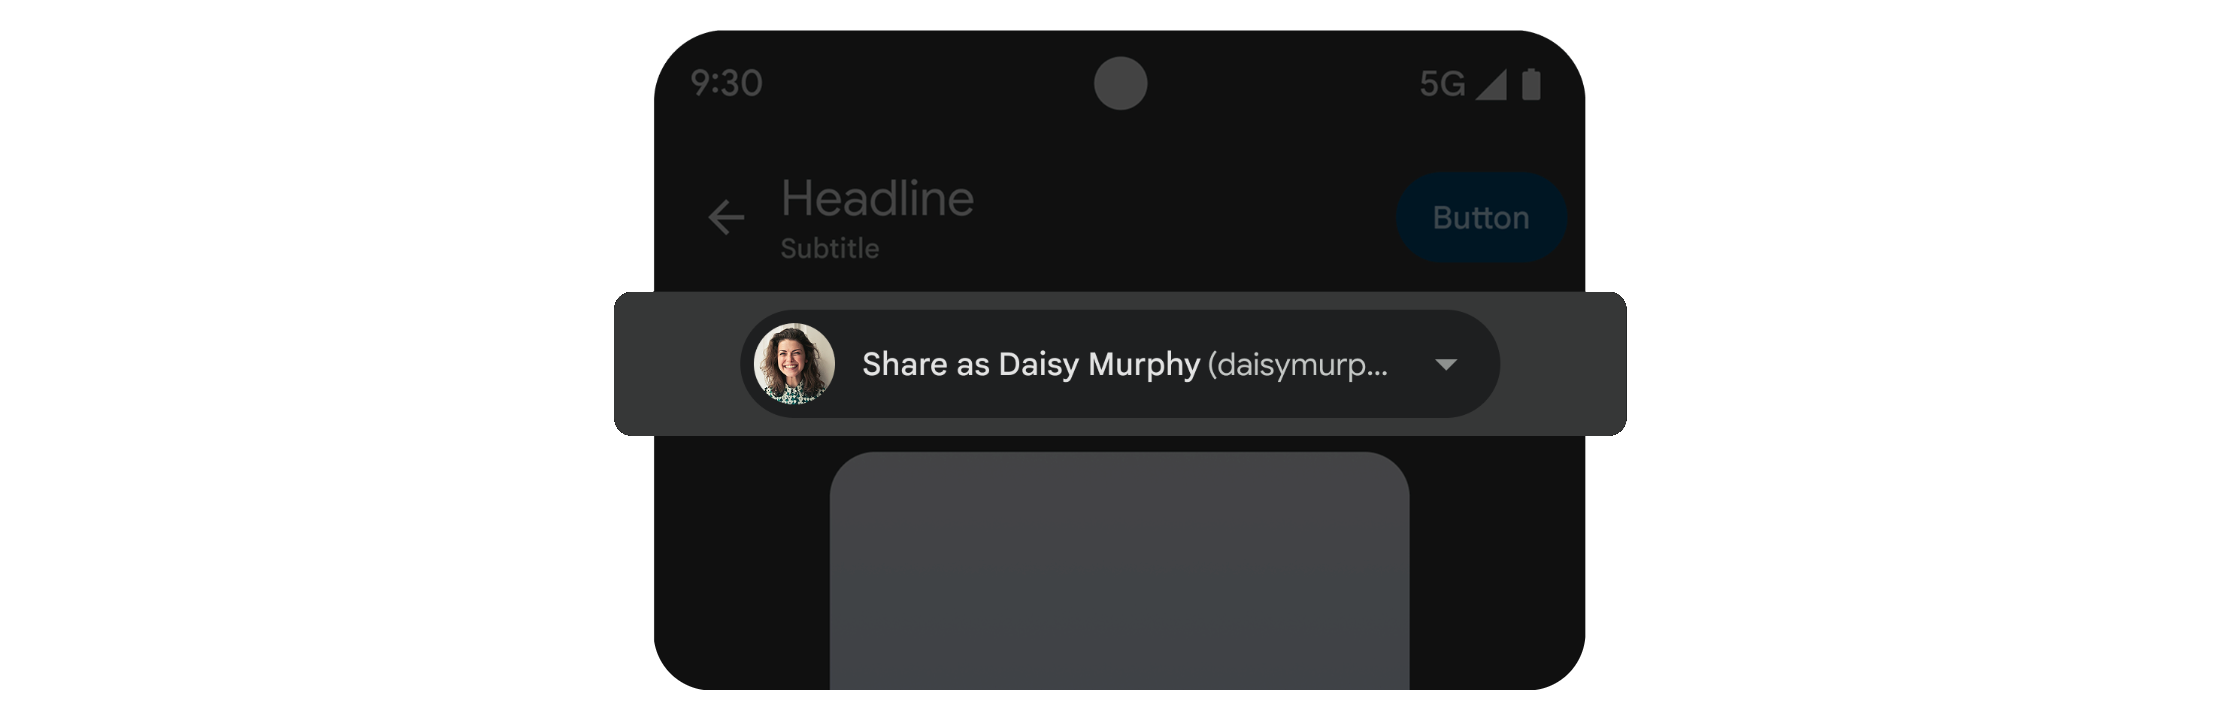 9:30 5G
Headline
Subtitle
Button
Share as Daisy Murphy (daisymurp...